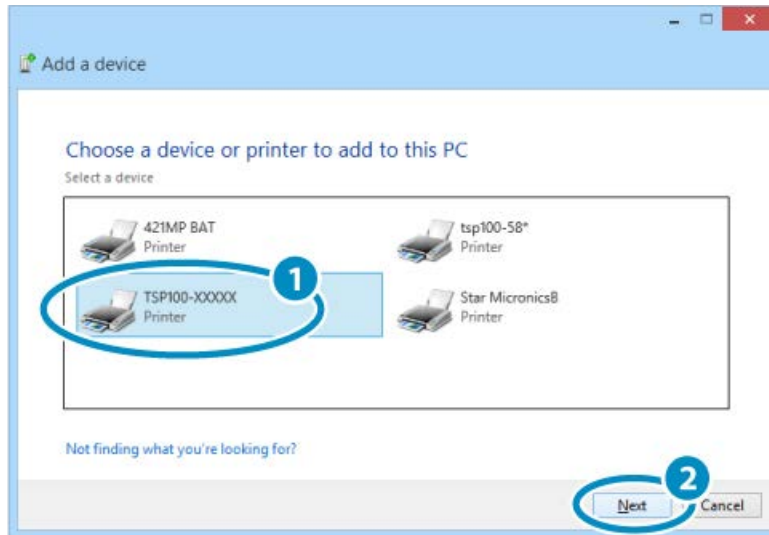 Add a device
Choose a device or printer to add to this PC
Select a device
421MP BAT
Printer
tsp100-58*
Printer
1
TSP100-XXXXX
Printer
Star Micronics8
Printer
Not finding what you're looking for?
2
Next
Cancel